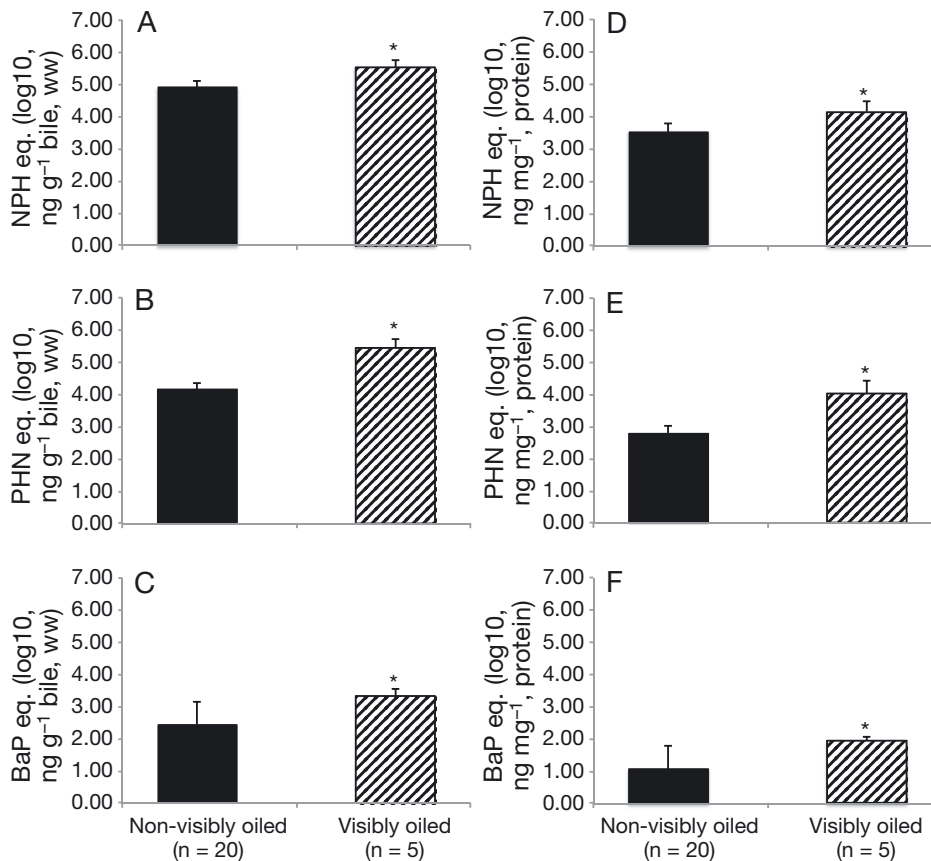 A
NPH eq. (log10,
ng g⁻¹ bile, ww)
7.00
6.00
5.00
4.00
3.00
2.00
1.00
0.00
*
D
NPH eq. (log10,
ng mg⁻¹, protein)
7.00
6.00
5.00
4.00
3.00
2.00
1.00
0.00
*
B
PHN eq. (log10,
ng g⁻¹ bile, ww)
7.00
6.00
5.00
4.00
3.00
2.00
1.00
0.00
*
E
PHN eq. (log10,
ng mg⁻¹, protein)
7.00
6.00
5.00
4.00
3.00
2.00
1.00
0.00
*
C
BaP eq. (log10,
ng g⁻¹ bile, ww)
7.00
6.00
5.00
4.00
3.00
2.00
1.00
0.00
*
Non-visibly oiled
(n = 20)
Visibly oiled
(n = 5)
F
BaP eq. (log10,
ng mg⁻¹, protein)
7.00
6.00
5.00
4.00
3.00
2.00
1.00
0.00
*
Non-visibly oiled
(n = 20)
Visibly oiled
(n = 5)